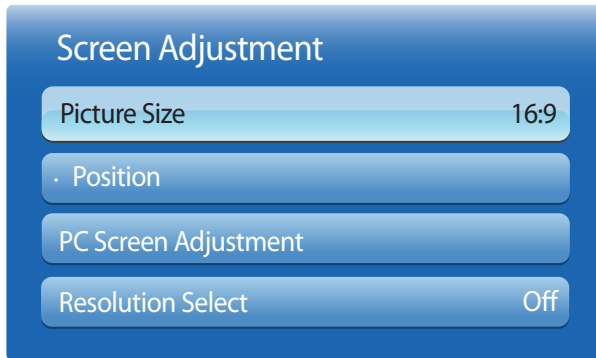 Screen Adjustment
Picture Size 16:9
· Position
PC Screen Adjustment
Resolution Select Off